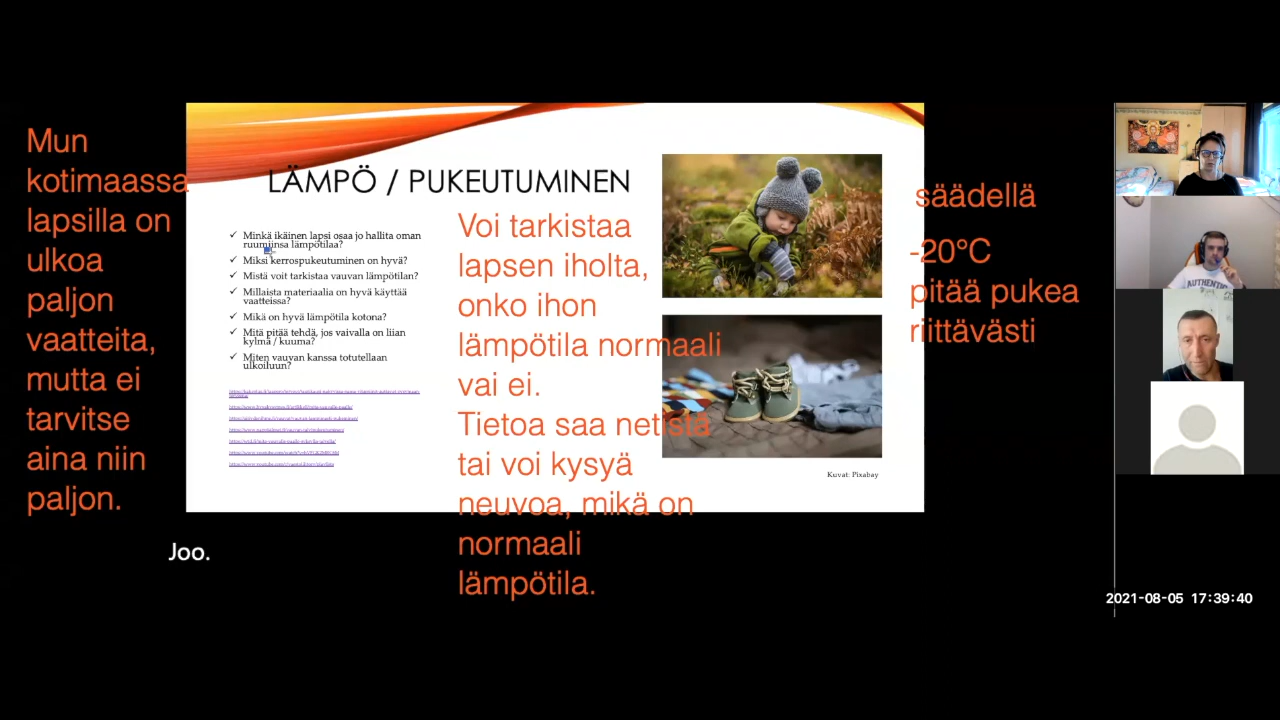 Mun
kotimaassa
lapsilla on
ulkoa
paljon
vaatteita,
mutta ei
tarvitse
aina niin
paljon.
LÄMPÖ / PUKEUTUMINEN
Minkä ikäinen lapsi osaa jo hallita oman
ruumiinsa lämpötilaa?
Miksi kerrospukeutuminen on hyvä?
Mistä voit tarkistaa vauvan lämpötilan?
Millaista materiaalia on hyvä käyttää
vaatteissa?
Mikä on hyvä lämpötila kotona?
Mitä pitää tehdä, jos vaivalla on liian
kylmä / kuuma?
Miten vauvan kanssa totutellaan
ulkoiluun?
Voi tarkistaa
lapsen iholta,
onko ihon
lämpötila normaali
vai ei.
Tietoa saa netistä
tai voi kysyä
neuvoa, mikä on
normaali
lämpötila.
Kuvat: Pixabay
säädellä
-20°C
pitää pukea
riittävästi
AUTHENTIC
Joo.
2021-08-05 17:39:40